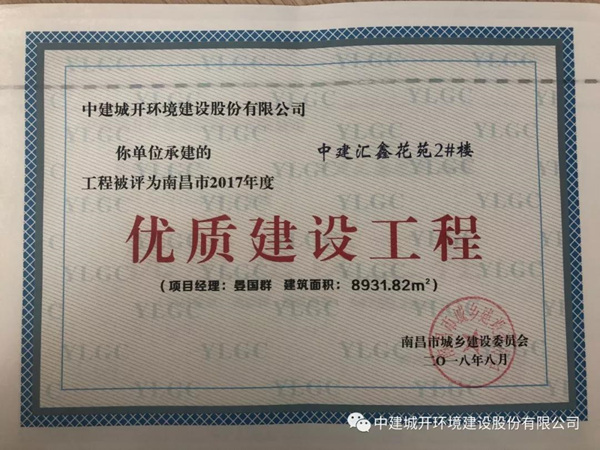 中建城开环境建设股份有限公司
你单位承建的 中建汇鑫花苑2#楼
工程被评为南昌市2017年度
优质建设工程
(项目经理：晏国群 建筑面积：8931.82m²)
南昌市城乡建设委员会
二〇一八年八月
中建城开环境建设股份有限公司